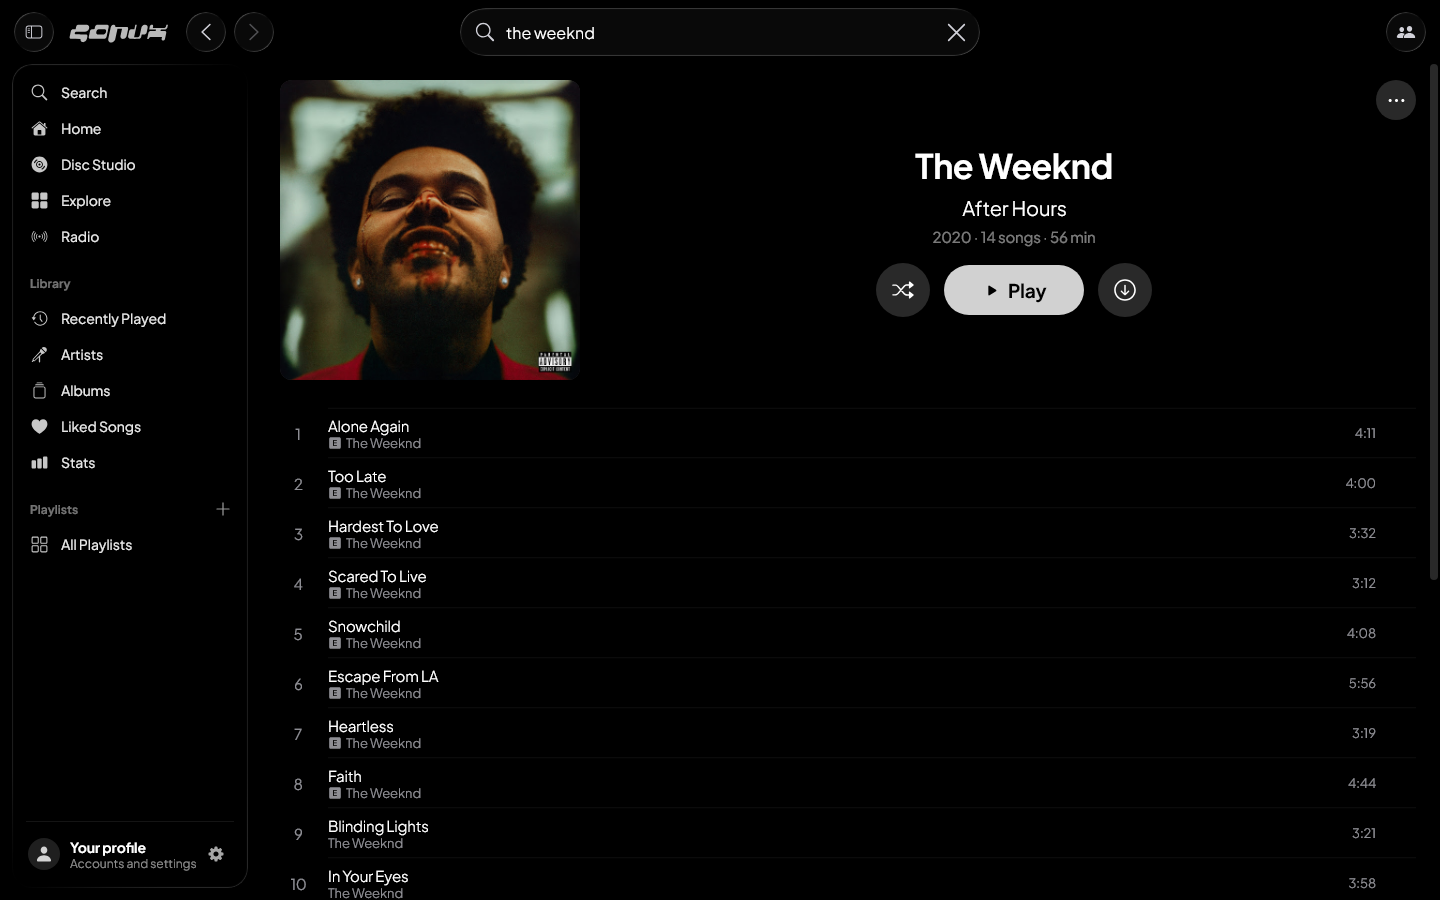 the weeknd
Search
Home
Disc Studio
Explore
Radio
Library
Recently Played
Artists
Albums
Liked Songs
Stats
Playlists
All Playlists
Your profile
Accounts and settings
PARENTAL
ADVISORY
EXPLICIT CONTENT
The Weeknd
After Hours
2020 · 14 songs · 56 min
Play
1 Alone Again 4:11
E The Weeknd
2 Too Late 4:00
E The Weeknd
3 Hardest To Love 3:32
E The Weeknd
4 Scared To Live 3:12
E The Weeknd
5 Snowchild 4:08
E The Weeknd
6 Escape From LA 5:56
E The Weeknd
7 Heartless 3:19
E The Weeknd
8 Faith 4:44
E The Weeknd
9 Blinding Lights 3:21
The Weeknd
10 In Your Eyes 3:58
The Weeknd